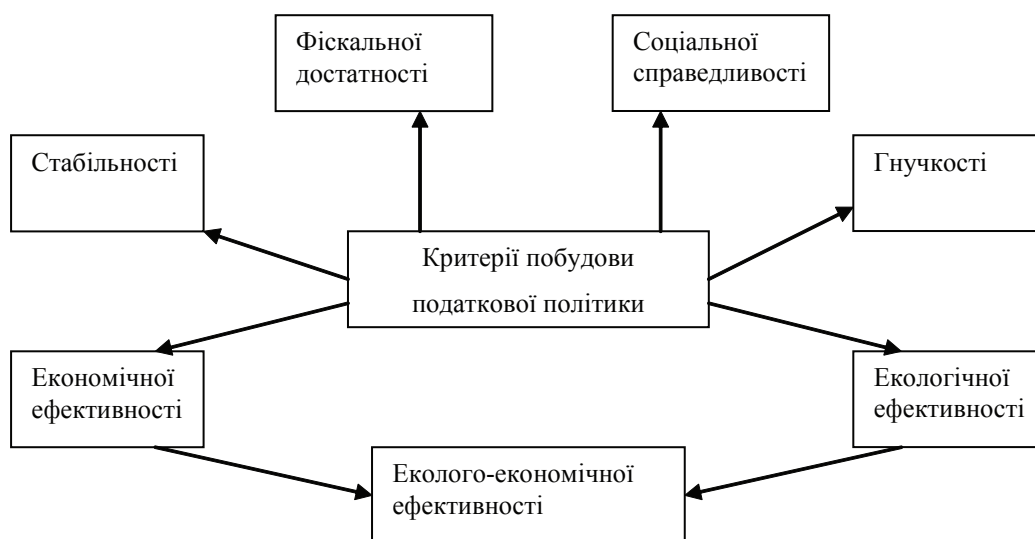 Фіскальної
достатності
Соціальної
справедливості
Стабільності
Гнучкості
Критерії побудови
податкової політики
Економічної
ефективності
Екологічної
ефективності
Еколого-економічної
ефективності